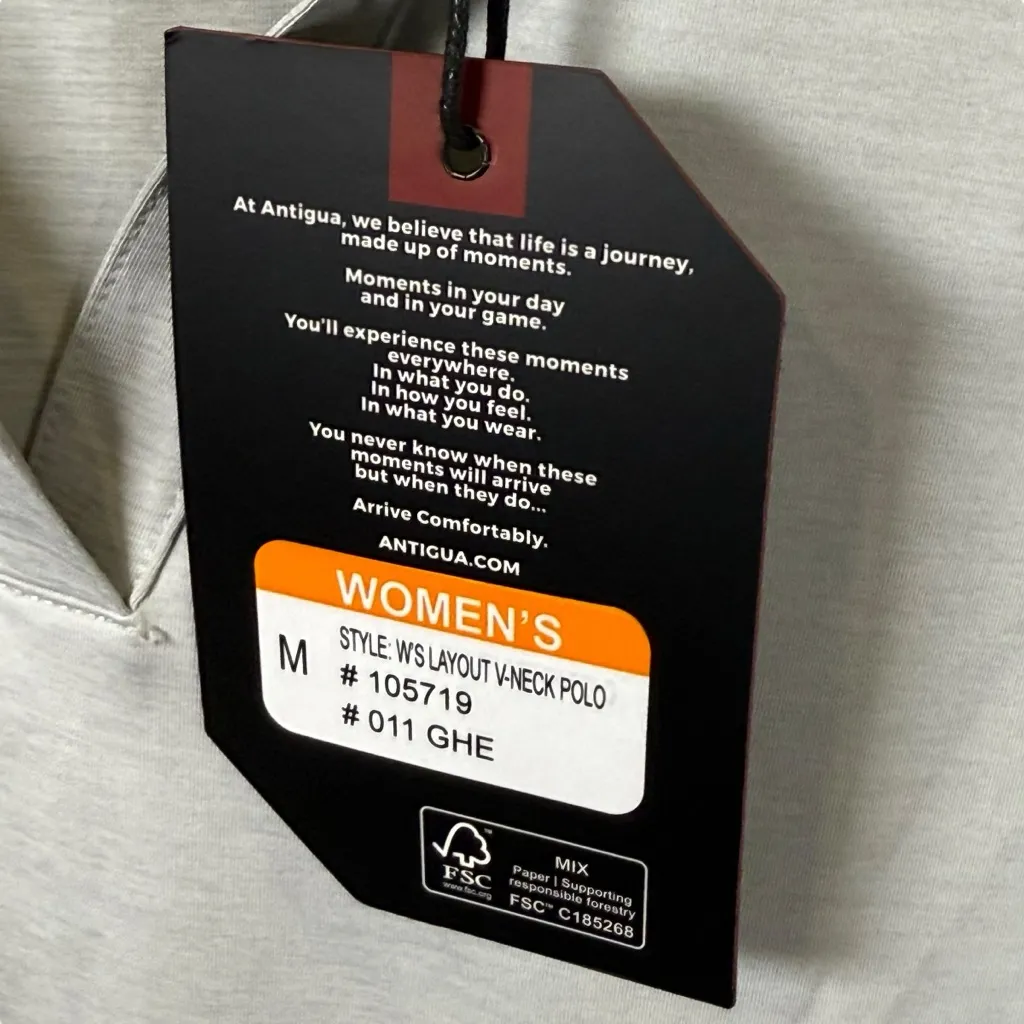 At Antigua, we believe that life is a journey,
made up of moments.
Moments in your day
and in your game.
You'll experience these moments
everywhere.
In what you do.
In how you feel.
In what you wear.
You never know when these
moments will arrive
but when they do...
Arrive Comfortably.
ANTIGUA.COM
WOMEN'S
M
STYLE: W'S LAYOUT V-NECK POLO
# 105719
# 011 GHE
FSC™
www.fsc.org
MIX
Paper | Supporting
responsible forestry
FSC™ C185268